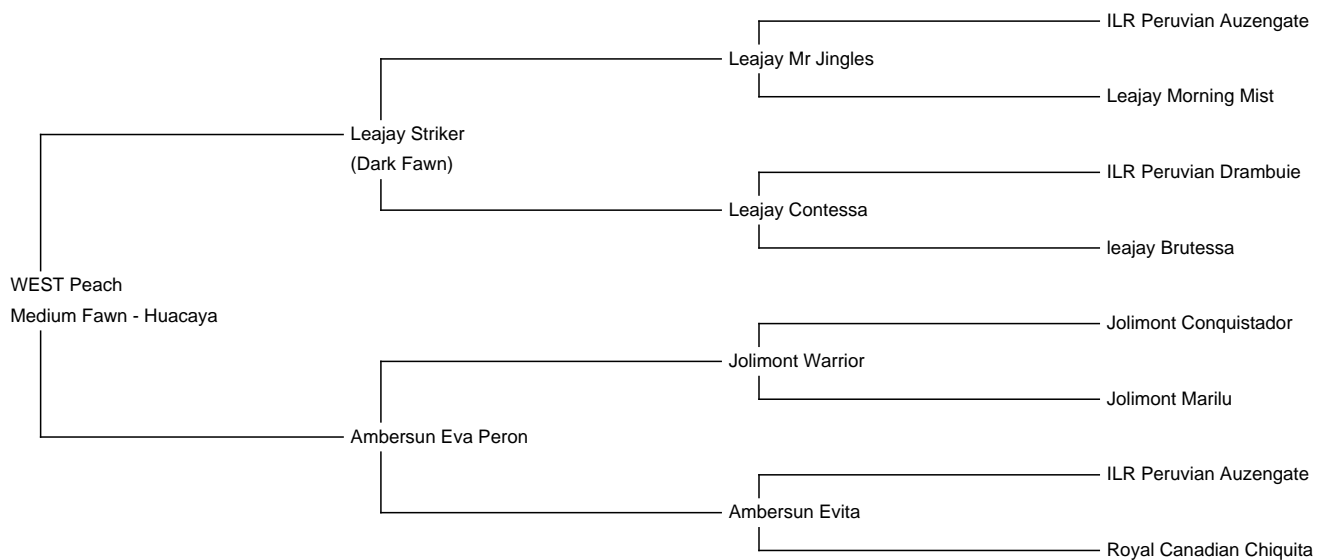 ILR Peruvian Auzengate
Leajay Mr Jingles
Leajay Morning Mist
Leajay Striker
(Dark Fawn)
ILR Peruvian Drambuie
Leajay Contessa
leajay Brutessa
WEST Peach
Medium Fawn - Huacaya
Jolimont Conquistador
Jolimont Warrior
Jolimont Marilu
Ambersun Eva Peron
ILR Peruvian Auzengate
Ambersun Evita
Royal Canadian Chiquita